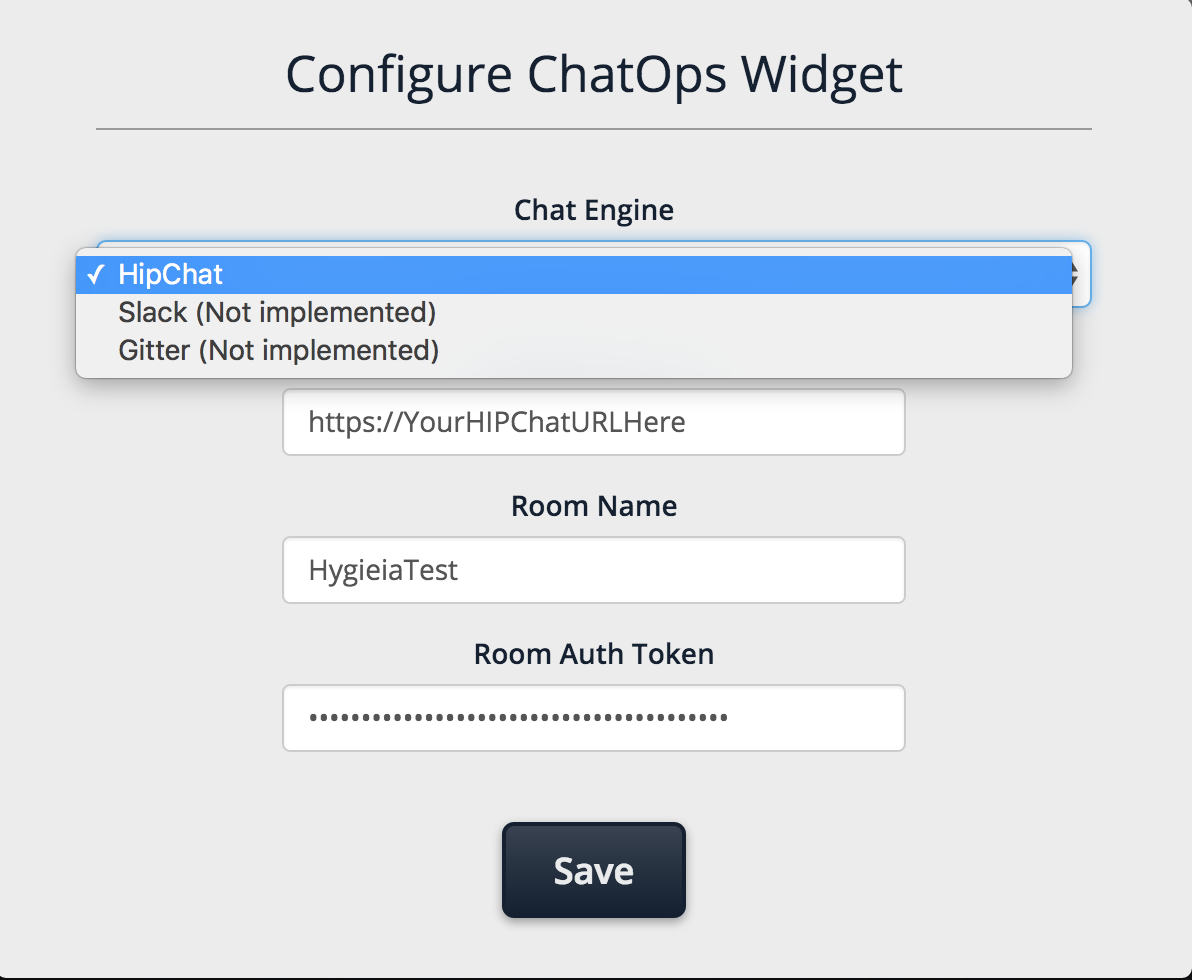 Configure ChatOps Widget
Chat Engine
✓ HipChat
Slack (Not implemented)
Gitter (Not implemented)
https://YourHIPChatURLHere
Room Name
HygieiaTest
Room Auth Token
••••••••••••••••••••••••••••••••••••••••
Save